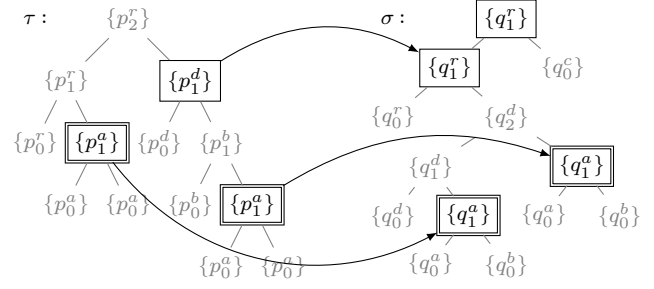 τ : {p_2^r} σ : {q_1^r}
{p_1^r} {p_1^d} {q_1^r} {q_0^c}
{p_0^r} {p_1^a} {p_0^d} {p_1^b} {q_0^r} {q_2^d}
{q_1^d} {q_1^a}
{p_0^a} {p_0^a} {p_0^b} {p_1^a} {q_0^d} {q_1^a} {q_0^a} {q_0^b}
{p_0^a} {p_0^a} {q_0^a} {q_0^b}